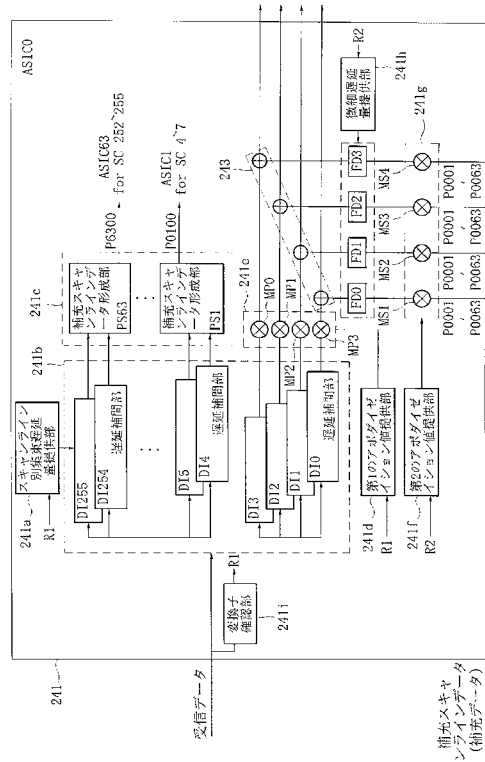 ASIC0
241
241a
スキャンライン
別集束遅延
量提供部
R1
241b
DI255
DI254
遅延補間部
DI5
DI4
遅延補間部
DI3
DI2
DI1
DI0
遅延補間部
241c
補充スキャ
ンラインデ
ータ形成部
PS63
補充スキャ
ンラインデ
ータ形成部
PS1
P6300
ASIC63
for SC 252~255
P0100
ASIC1
for SC 4~7
241e
MP0
MP1
MP2
MP3
243
FD0
FD1
FD2
FD3
R2
微細遅延
量提供部
241h
241g
MS1
MS2
MS3
MS4
P0001
P0063
P0001
P0063
P0001
P0063
P0001
P0063
241d
第1のアポダイゼ
イション値提供部
R1
241f
第2のアポダイゼ
イション値提供部
R2
受信データ
変換子
確認部
R1
241i
補充スキャ
ンラインデータ
(補充データ)